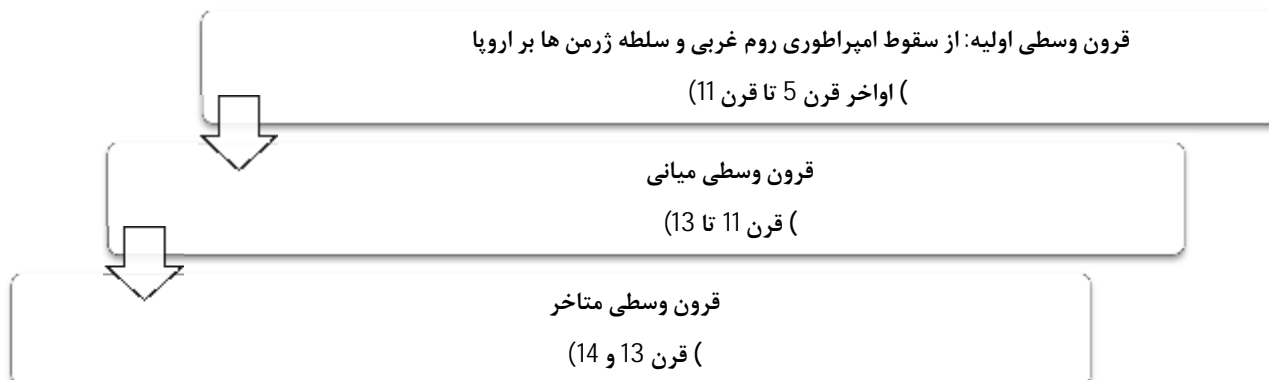 قرون وسطی اولیه: از سقوط امپراطوری روم غربی و سلطه ژرمن ها بر اروپا
) اواخر قرن 5 تا قرن 11)
قرون وسطی میانی
) قرن 11 تا 13)
قرون وسطی متاخر
) قرن 13 و 14)